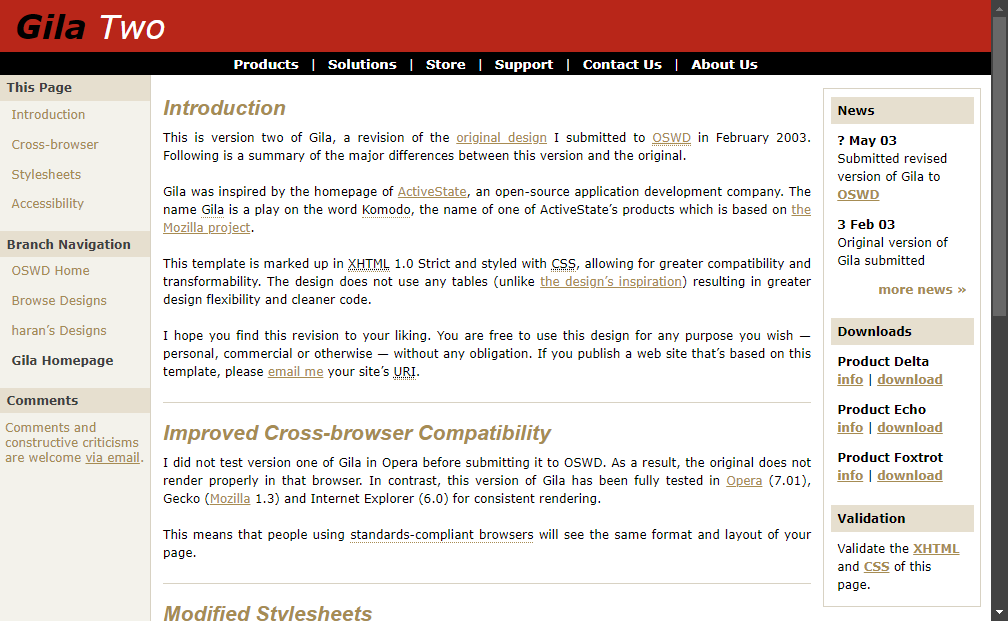 Gila Two
Products | Solutions | Store | Support | Contact Us | About Us
This Page
Introduction
Cross-browser
Stylesheets
Accessibility
Branch Navigation
OSWD Home
Browse Designs
haran’s Designs
Gila Homepage
Comments
Comments and
constructive criticisms
are welcome via email.
Introduction
This is version two of Gila, a revision of the original design I submitted to OSWD in February 2003.
Following is a summary of the major differences between this version and the original.
Gila was inspired by the homepage of ActiveState, an open-source application development company. The
name Gila is a play on the word Komodo, the name of one of ActiveState’s products which is based on the
Mozilla project.
This template is marked up in XHTML 1.0 Strict and styled with CSS, allowing for greater compatibility and
transformability. The design does not use any tables (unlike the design’s inspiration) resulting in greater
design flexibility and cleaner code.
I hope you find this revision to your liking. You are free to use this design for any purpose you wish —
personal, commercial or otherwise — without any obligation. If you publish a web site that’s based on this
template, please email me your site’s URI.
Improved Cross-browser Compatibility
I did not test version one of Gila in Opera before submitting it to OSWD. As a result, the original does not
render properly in that browser. In contrast, this version of Gila has been fully tested in Opera (7.01),
Gecko (Mozilla 1.3) and Internet Explorer (6.0) for consistent rendering.
This means that people using standards-compliant browsers will see the same format and layout of your
page.
Modified Stylesheets
News
? May 03
Submitted revised
version of Gila to
OSWD
3 Feb 03
Original version of
Gila submitted
more news »
Downloads
Product Delta
info | download
Product Echo
info | download
Product Foxtrot
info | download
Validation
Validate the XHTML
and CSS of this
page.